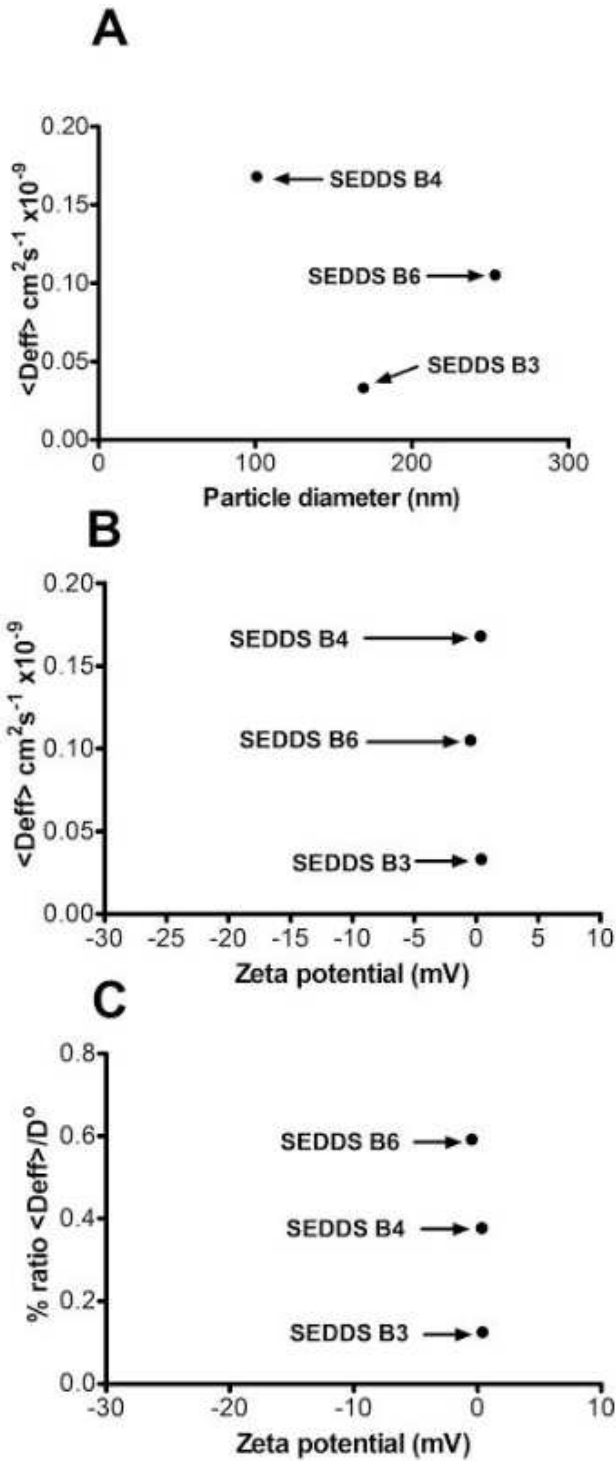 A
0.20
0.15
0.10
0.05
0.00
<Deff> cm²s⁻¹ x10⁻⁹
SEDDS B4
SEDDS B6
SEDDS B3
0 100 200 300
Particle diameter (nm)
B
0.20
0.15
0.10
0.05
0.00
<Deff> cm²s⁻¹ x10⁻⁹
SEDDS B4
SEDDS B6
SEDDS B3
-30 -25 -20 -15 -10 -5 0 5 10
Zeta potential (mV)
C
0.8
0.6
0.4
0.2
0.0
% ratio <Deff>/Dº
SEDDS B6
SEDDS B4
SEDDS B3
-30 -20 -10 0 10
Zeta potential (mV)